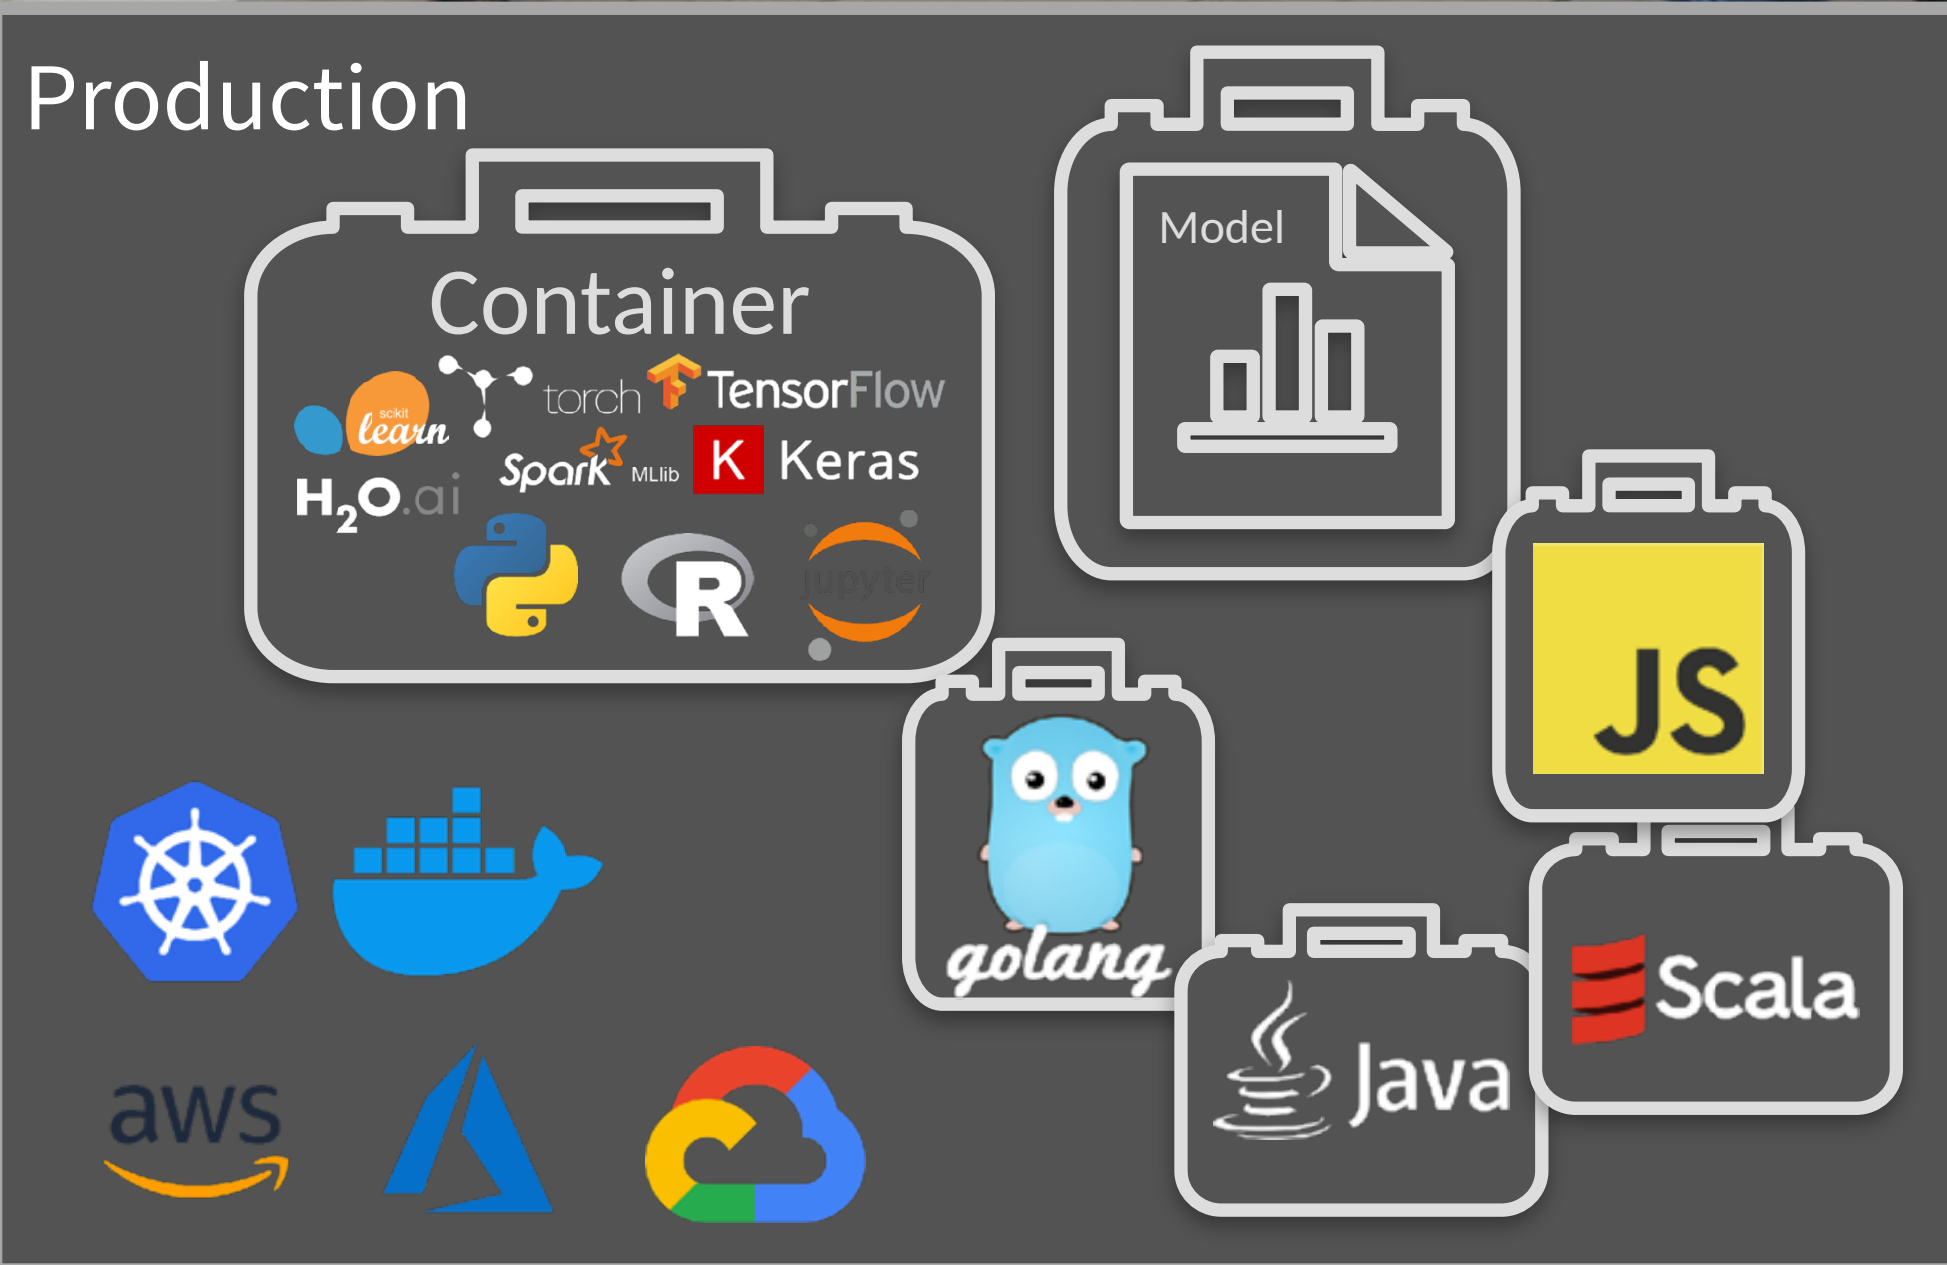 Production
Model
Container
scikit
learn
torch
TensorFlow
Spark MLlib
K Keras
H2O.ai
R
jupyter
JS
golang
Scala
Java
aws